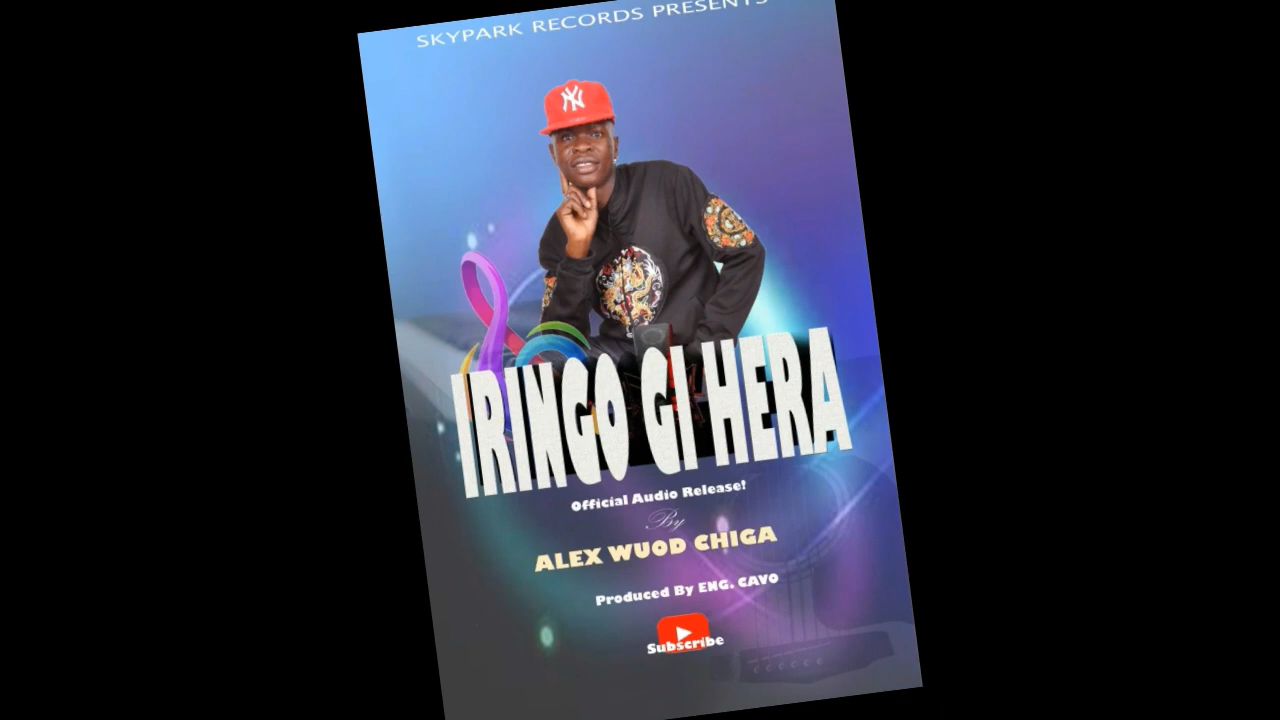 SKYPARK RECORDS PRESENTS
NY
IRINGO GI HERA
Official Audio Release!
By
ALEX WUOD CHIGA
Produced By ENG. CAVO
Subscribe